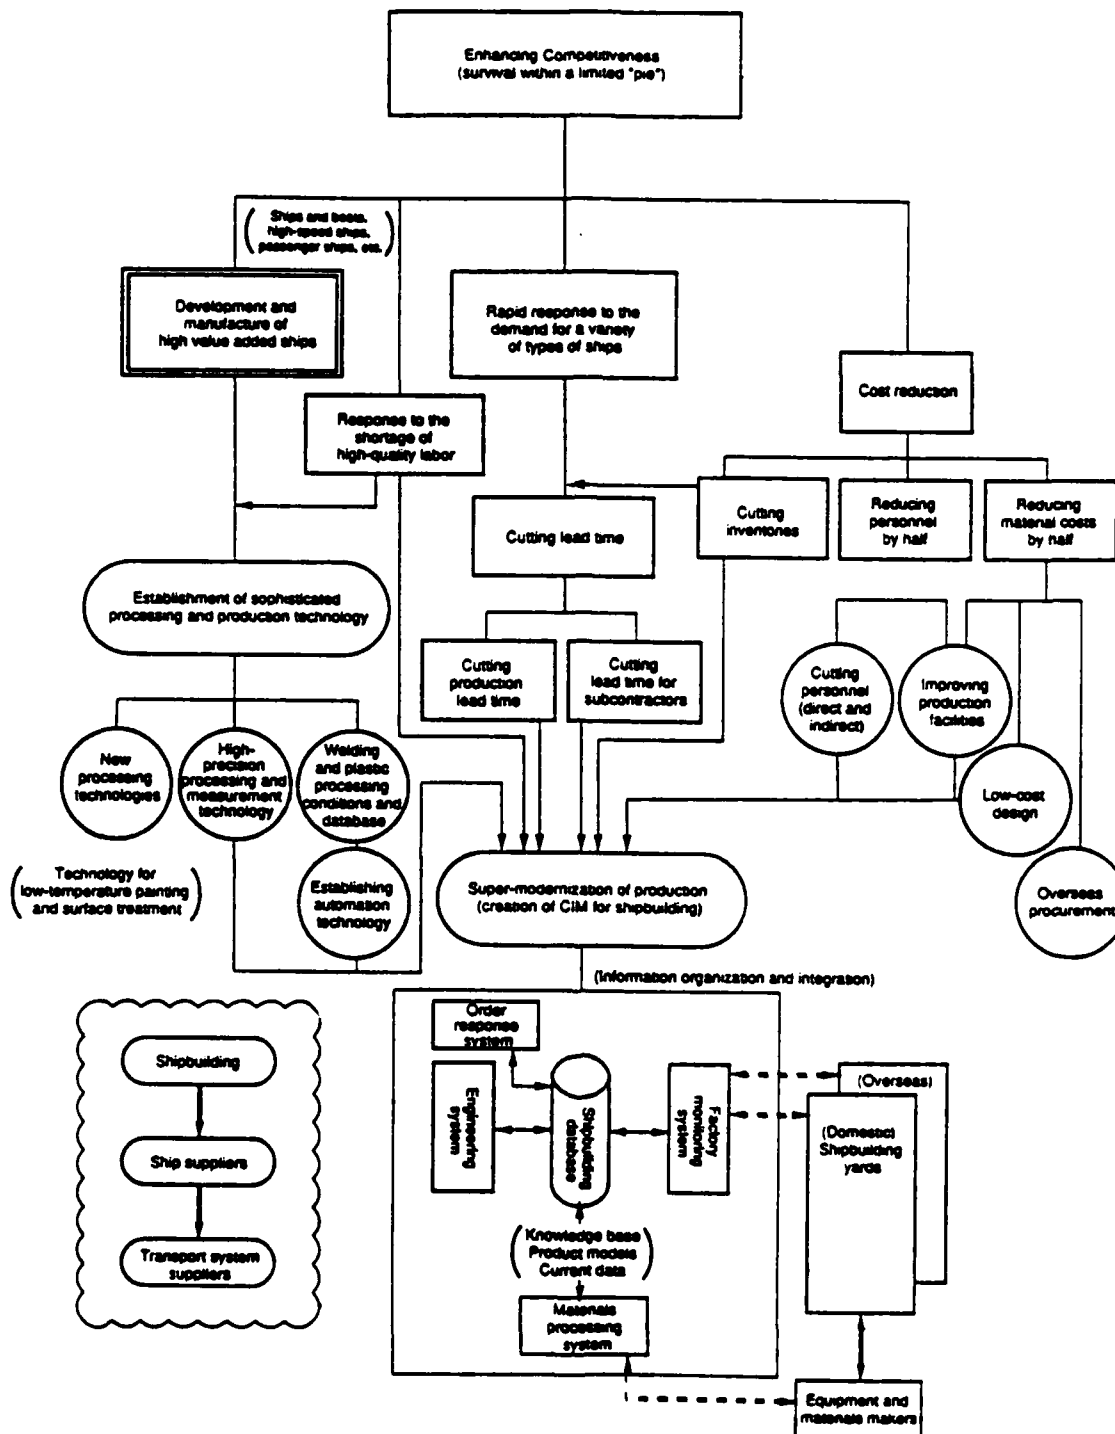 Enhancing Competitiveness
(survival within a limited "pie")
(Ships and boats,
high-speed ships,
passenger ships, etc.)
Development and
manufacture of
high value added ships
Rapid response to the
demand for a variety
of types of ships
Cost reduction
Response to the
shortage of
high-quality labor
Cutting lead time
Cutting
inventories
Reducing
personnel
by half
Reducing
material costs
by half
Establishment of sophisticated
processing and production technology
Cutting
production
lead time
Cutting
lead time for
subcontractors
Cutting
personnel
(direct and
indirect)
Improving
production
facilities
New
processing
technologies
High-
precision
processing and
measurement
technology
Welding
and plastic
processing
conditions and
database
Low-cost
design
(Technology for
low-temperature painting
and surface treatment)
Establishing
automation
technology
Super-modernization of production
(creation of CIM for shipbuilding)
Overseas
procurement
(Information organization and integration)
Order
response
system
Engineering
system
Shipbuilding
database
Factory
monitoring
system
(Overseas)
(Domestic)
Shipbuilding
yards
Shipbuilding
Ship suppliers
Transport system
suppliers
(Knowledge base
Product models
Current data)
Materials
processing
system
Equipment and
materials makers